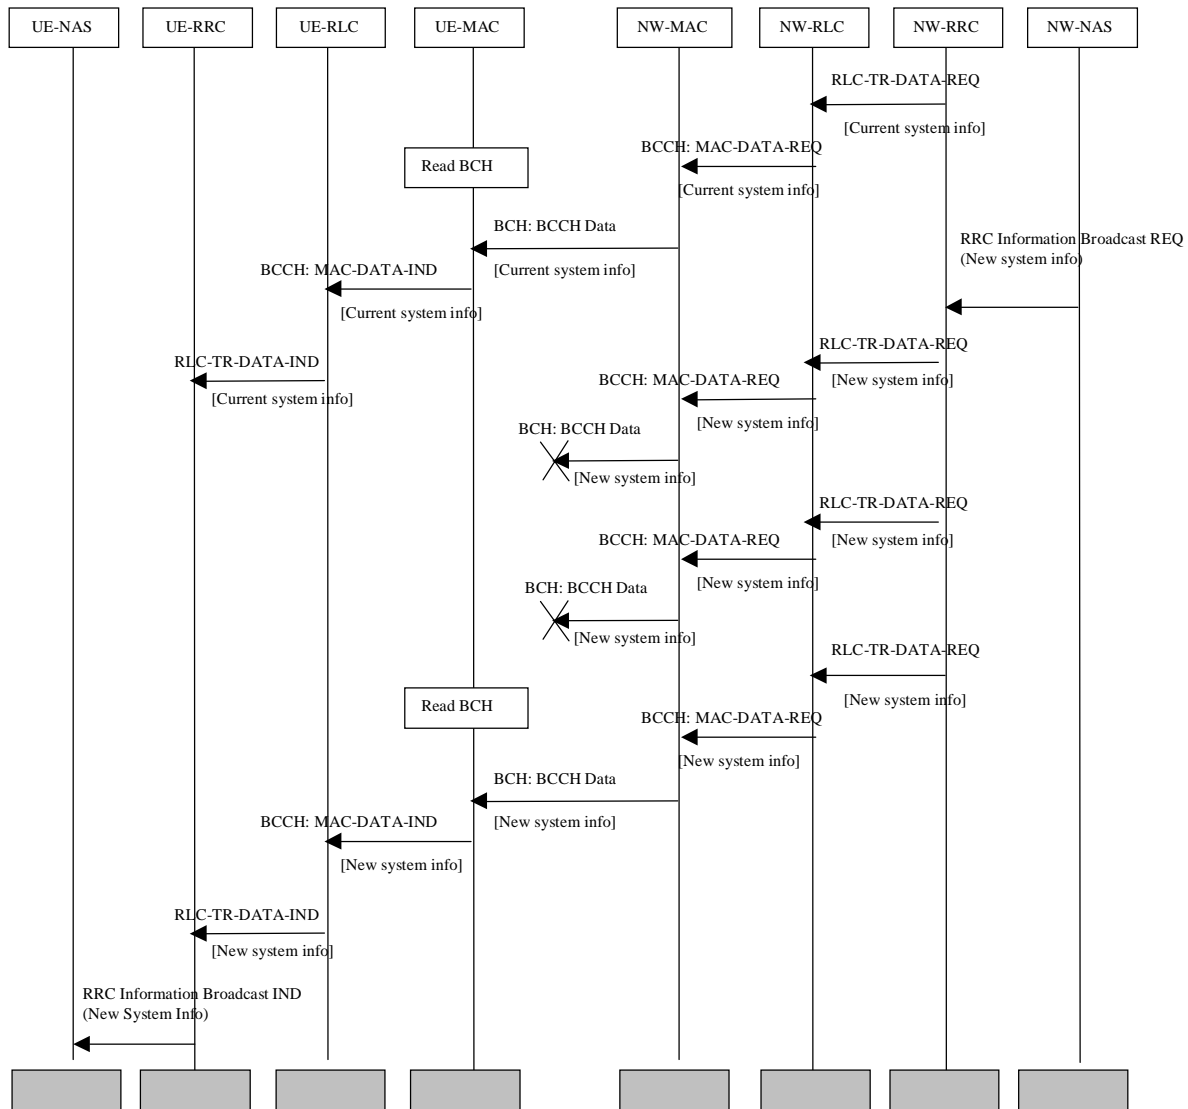 UE-NAS
UE-RRC
UE-RLC
UE-MAC
NW-MAC
NW-RLC
NW-RRC
NW-NAS
RLC-TR-DATA-REQ
[Current system info]
BCCH: MAC-DATA-REQ
Read BCH
[Current system info]
BCH: BCCH Data
RRC Information Broadcast REQ
(New system info)
BCCH: MAC-DATA-IND
[Current system info]
[Current system info]
RLC-TR-DATA-REQ
RLC-TR-DATA-IND
BCCH: MAC-DATA-REQ
[New system info]
[Current system info]
[New system info]
BCH: BCCH Data
[New system info]
RLC-TR-DATA-REQ
BCCH: MAC-DATA-REQ
[New system info]
[New system info]
BCH: BCCH Data
[New system info]
RLC-TR-DATA-REQ
[New system info]
Read BCH
BCCH: MAC-DATA-REQ
[New system info]
BCH: BCCH Data
BCCH: MAC-DATA-IND
[New system info]
[New system info]
RLC-TR-DATA-IND
[New system info]
RRC Information Broadcast IND
(New System Info)